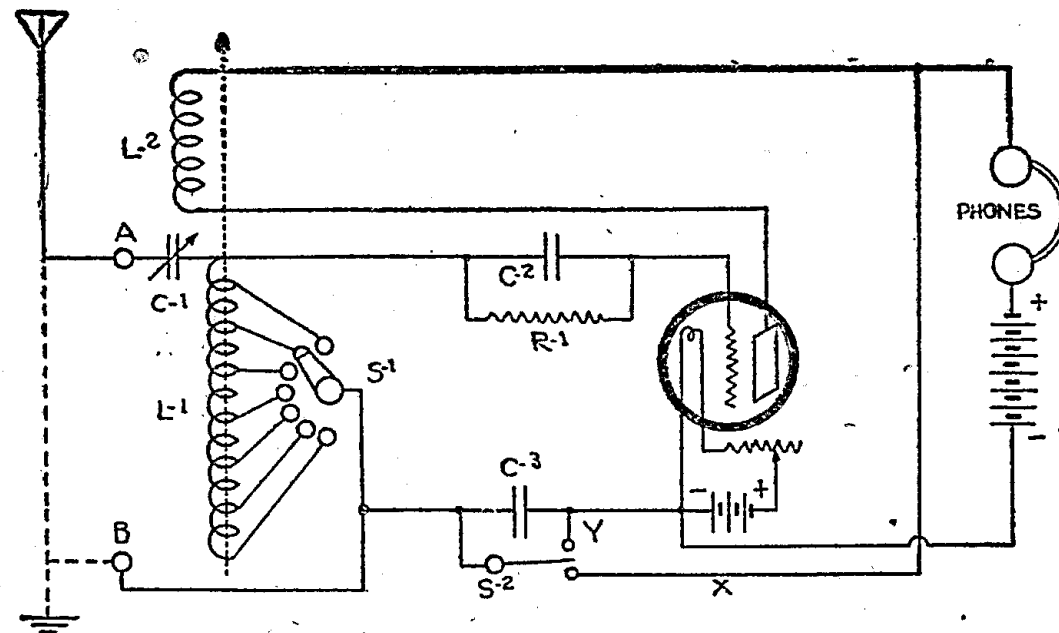 L-2
PHONES
A
C-1
C-2
R-1
+
S-1
L-1
-
C-3
- +
B
Y
S-2
X